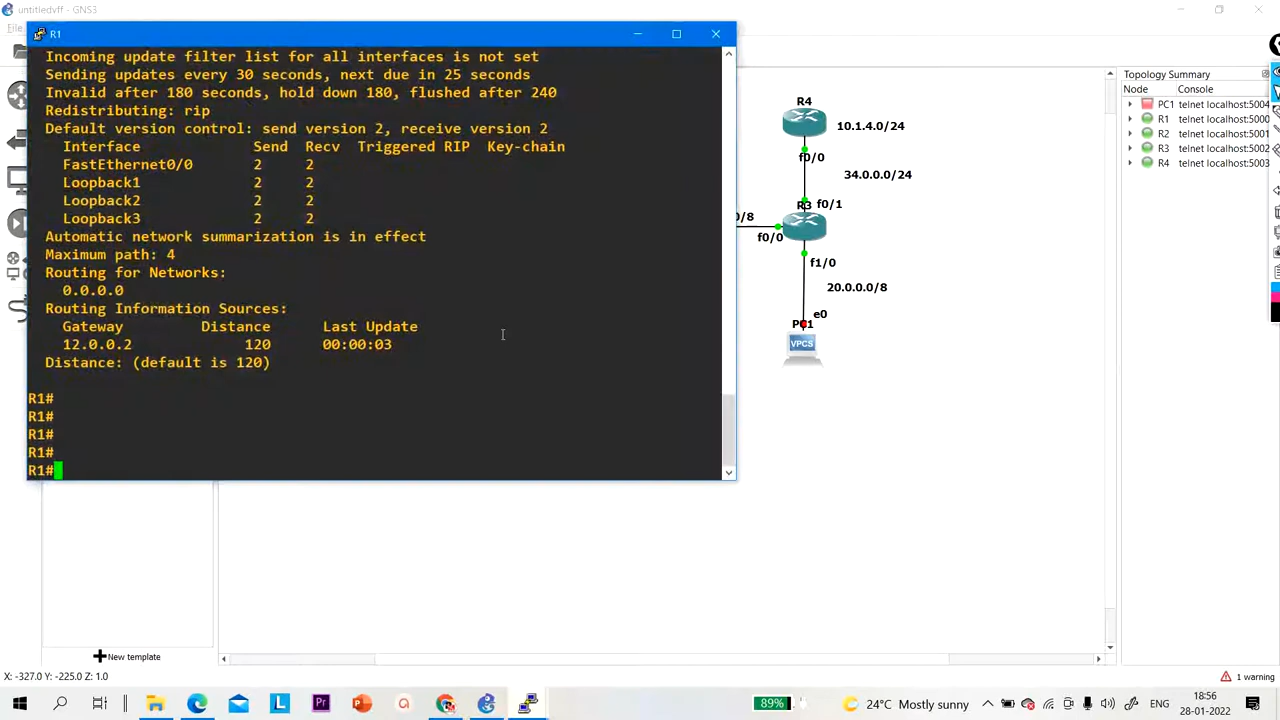 untitledvff - GNS3
File
R1
Incoming update filter list for all interfaces is not set
Sending updates every 30 seconds, next due in 25 seconds
Invalid after 180 seconds, hold down 180, flushed after 240
Redistributing: rip
Default version control: send version 2, receive version 2
Interface Send Recv Triggered RIP Key-chain
FastEthernet0/0 2 2
Loopback1 2 2
Loopback2 2 2
Loopback3 2 2
Automatic network summarization is in effect
Maximum path: 4
Routing for Networks:
0.0.0.0
Routing Information Sources:
Gateway Distance Last Update
12.0.0.2 120 00:00:03
Distance: (default is 120)
R1#
R1#
R1#
R1#
R1#
R4
10.1.4.0/24
f0/0
34.0.0.0/24
R3 f0/1
0/8
f0/0
f1/0
20.0.0.0/8
e0
PC1
VPCS
Topology Summary
Node Console
PC1 telnet localhost:5004
R1 telnet localhost:5000
R2 telnet localhost:5001
R3 telnet localhost:5002
R4 telnet localhost:5003
New template
X: -327.0 Y: -225.0 Z: 1.0
1 warning
L Pr P a
89%
24°C Mostly sunny
ENG
18:56
28-01-2022